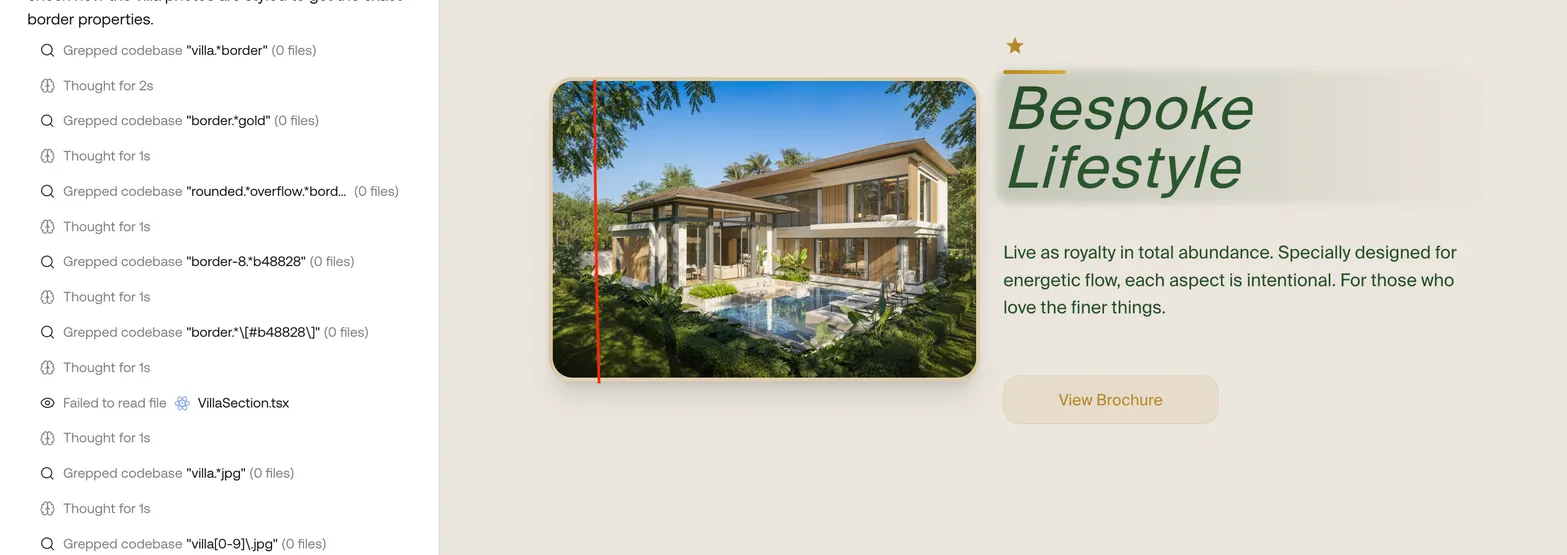 border properties.
Grepped codebase "villa.*border" (0 files)
Thought for 2s
Grepped codebase "border.*gold" (0 files)
Thought for 1s
Grepped codebase "rounded.*overflow.*bord... (0 files)
Thought for 1s
Grepped codebase "border-8.*b48828" (0 files)
Thought for 1s
Grepped codebase "border.*\[#b48828\]" (0 files)
Thought for 1s
Failed to read file VillaSection.tsx
Thought for 1s
Grepped codebase "villa.*jpg" (0 files)
Thought for 1s
Grepped codebase "villa[0-9]\.jpg" (0 files)
Bespoke
Lifestyle
Live as royalty in total abundance. Specially designed for
energetic flow, each aspect is intentional. For those who
love the finer things.
View Brochure